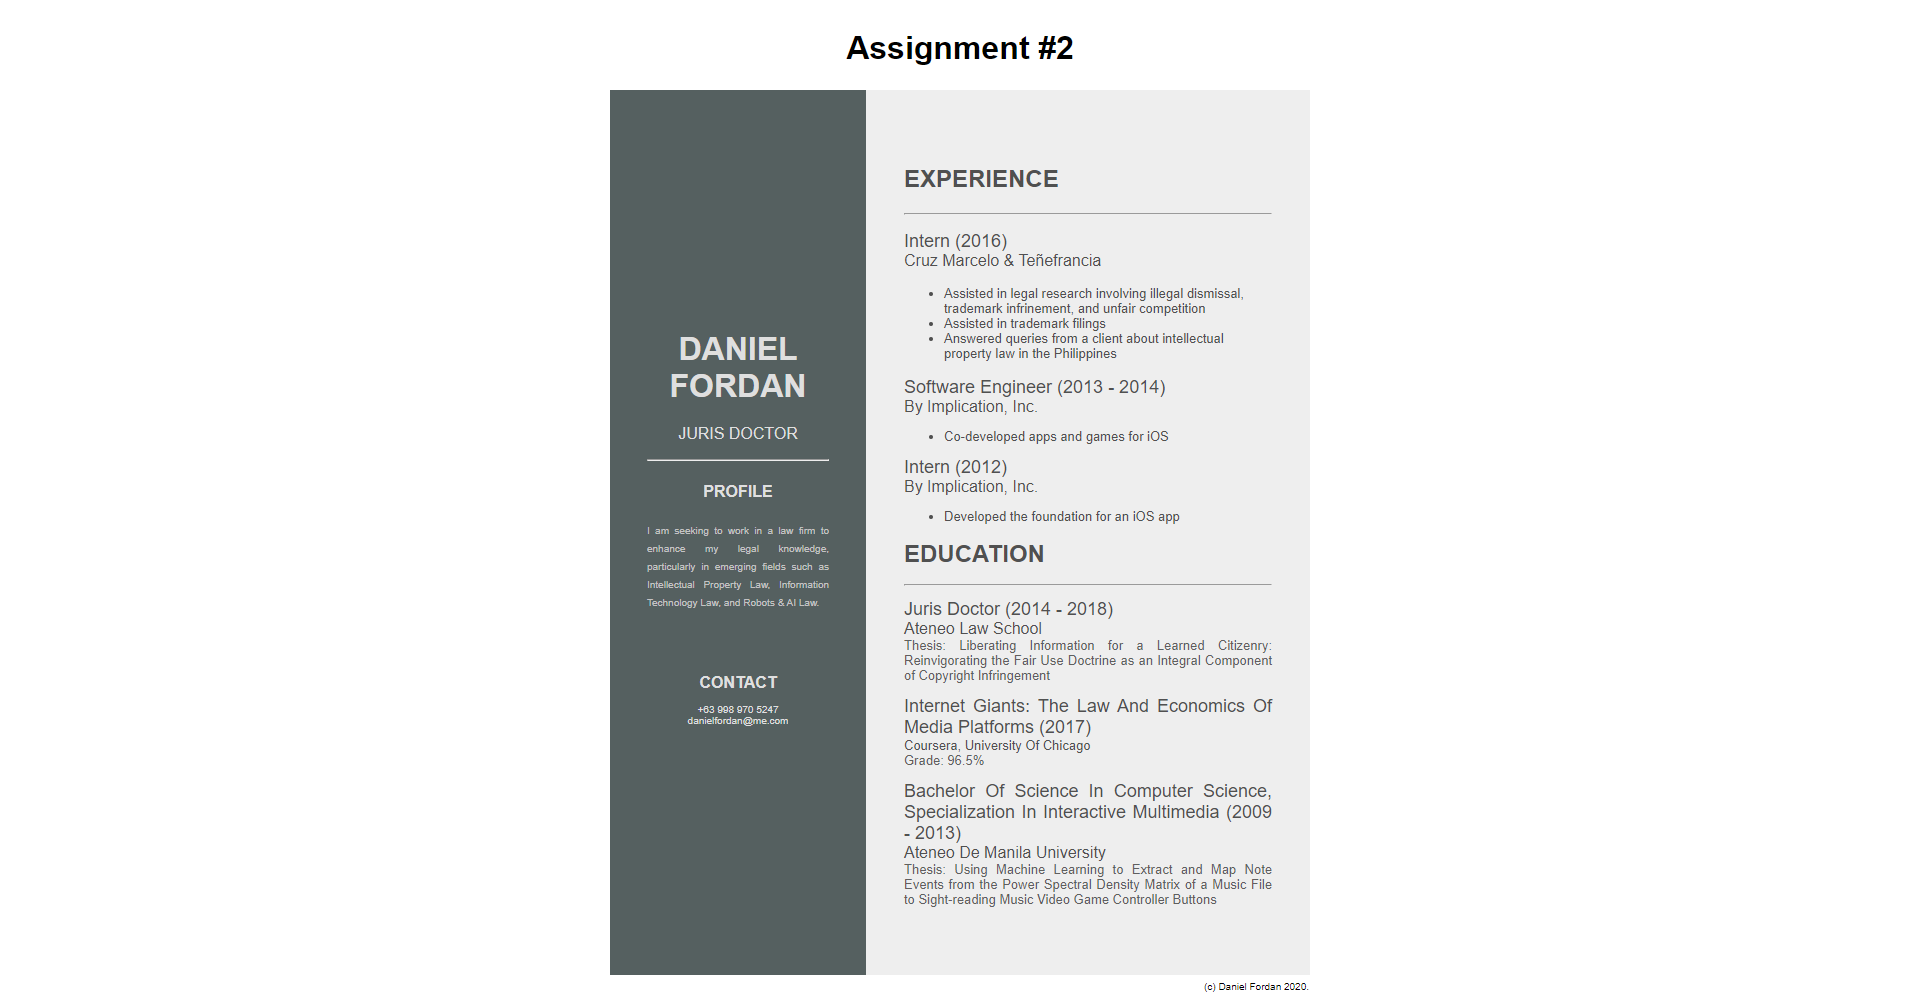 Assignment #2
DANIEL
FORDAN
JURIS DOCTOR
PROFILE
I am seeking to work in a law firm to
enhance my legal knowledge,
particularly in emerging fields such as
Intellectual Property Law, Information
Technology Law, and Robots & AI Law.
CONTACT
+63 998 970 5247
danielfordan@me.com
EXPERIENCE
Intern (2016)
Cruz Marcelo & Teñefrancia
• Assisted in legal research involving illegal dismissal,
trademark infrinement, and unfair competition
• Assisted in trademark filings
• Answered queries from a client about intellectual
property law in the Philippines
Software Engineer (2013 - 2014)
By Implication, Inc.
• Co-developed apps and games for iOS
Intern (2012)
By Implication, Inc.
• Developed the foundation for an iOS app
EDUCATION
Juris Doctor (2014 - 2018)
Ateneo Law School
Thesis: Liberating Information for a Learned Citizenry:
Reinvigorating the Fair Use Doctrine as an Integral Component
of Copyright Infringement
Internet Giants: The Law And Economics Of
Media Platforms (2017)
Coursera, University Of Chicago
Grade: 96.5%
Bachelor Of Science In Computer Science,
Specialization In Interactive Multimedia (2009
- 2013)
Ateneo De Manila University
Thesis: Using Machine Learning to Extract and Map Note
Events from the Power Spectral Density Matrix of a Music File
to Sight-reading Music Video Game Controller Buttons
(c) Daniel Fordan 2020.